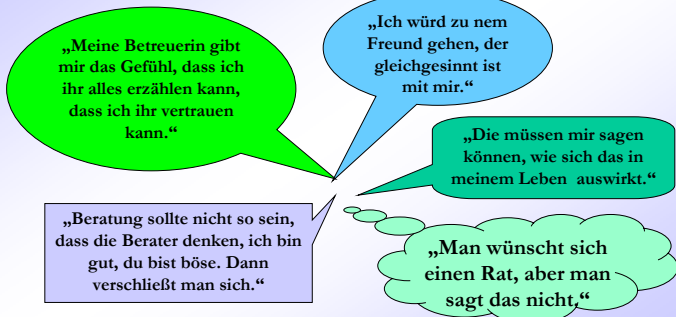 „Meine Betreuerin gibt
mir das Gefühl, dass ich
ihr alles erzählen kann,
dass ich ihr vertrauen
kann.“
„Ich würd zu nem
Freund gehen, der
gleichgesinnt ist
mit mir.“
„Die müssen mir sagen
können, wie sich das in
meinem Leben auswirkt.“
„Beratung sollte nicht so sein,
dass die Berater denken, ich bin
gut, du bist böse. Dann
verschließt man sich.“
„Man wünscht sich
einen Rat, aber man
sagt das nicht.“